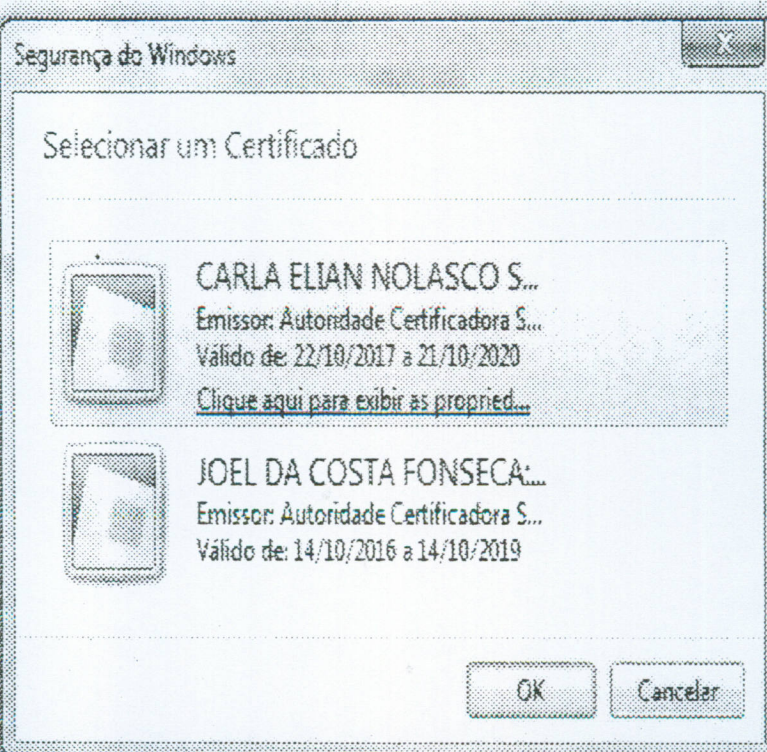 Segurança do Windows
X
Selecionar um Certificado
CARLA ELIAN NOLASCO S...
Emissor: Autoridade Certificadora S...
Válido de: 22/10/2017 a 21/10/2020
Clique aqui para exibir as propried...
JOEL DA COSTA FONSECA:...
Emissor: Autoridade Certificadora S...
Válido de: 14/10/2016 a 14/10/2019
OK
Cancelar